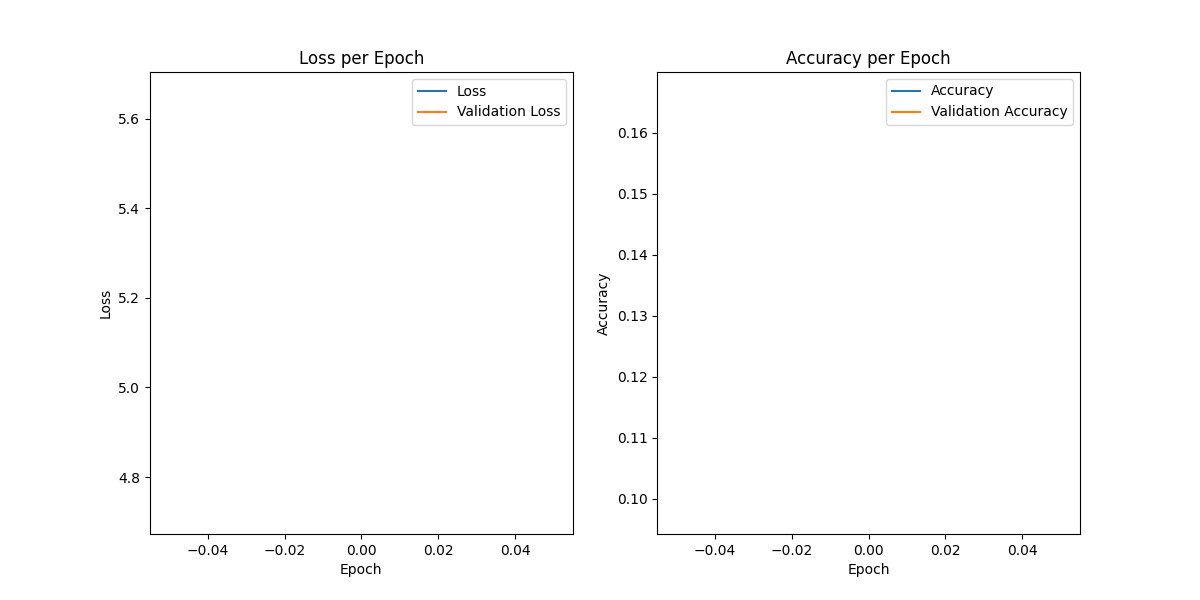 Loss per Epoch
Loss
Validation Loss
5.6
5.4
5.2
5.0
4.8
Loss
−0.04 −0.02 0.00 0.02 0.04
Epoch
Accuracy per Epoch
Accuracy
Validation Accuracy
0.16
0.15
0.14
0.13
0.12
0.11
0.10
Accuracy
−0.04 −0.02 0.00 0.02 0.04
Epoch